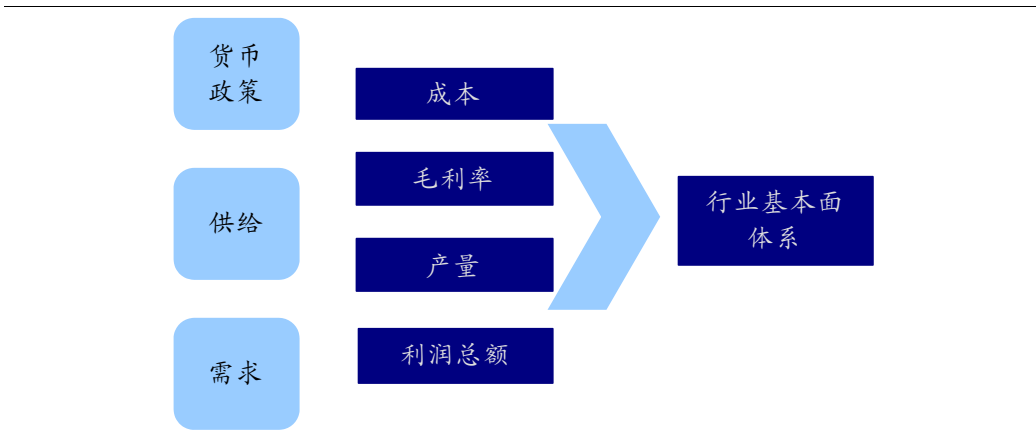 货币
政策
供给
需求
成本
毛利率
产量
利润总额
行业基本面
体系